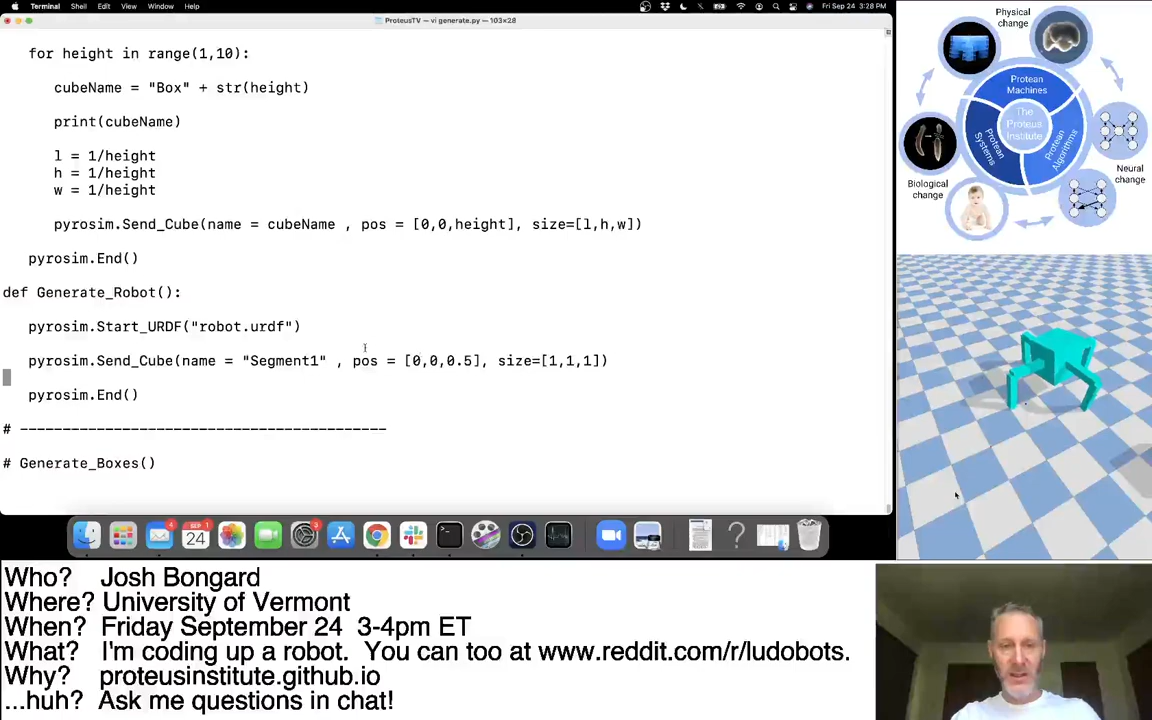 Terminal Shell Edit View Window Help
Fri Sep 24 3:28 PM
ProteusTV — vi generate.py — 103×28
for height in range(1,10):
cubeName = "Box" + str(height)
print(cubeName)
l = 1/height
h = 1/height
w = 1/height
pyrosim.Send_Cube(name = cubeName , pos = [0,0,height], size=[l,h,w])
pyrosim.End()
def Generate_Robot():
pyrosim.Start_URDF("robot.urdf")
pyrosim.Send_Cube(name = "Segment1" , pos = [0,0,0.5], size=[1,1,1])
pyrosim.End()
# -------------------------------------------
# Generate_Boxes()
Physical
change
Protean
Machines
The
Proteus
Institute
Protean
Systems
Protean
Algorithms
Biological
change
Neural
change
4
SEP 1
24
3
Who? Josh Bongard
Where? University of Vermont
When? Friday September 24 3-4pm ET
What? I'm coding up a robot. You can too at www.reddit.com/r/ludobots.
Why? proteusinstitute.github.io
...huh? Ask me questions in chat!